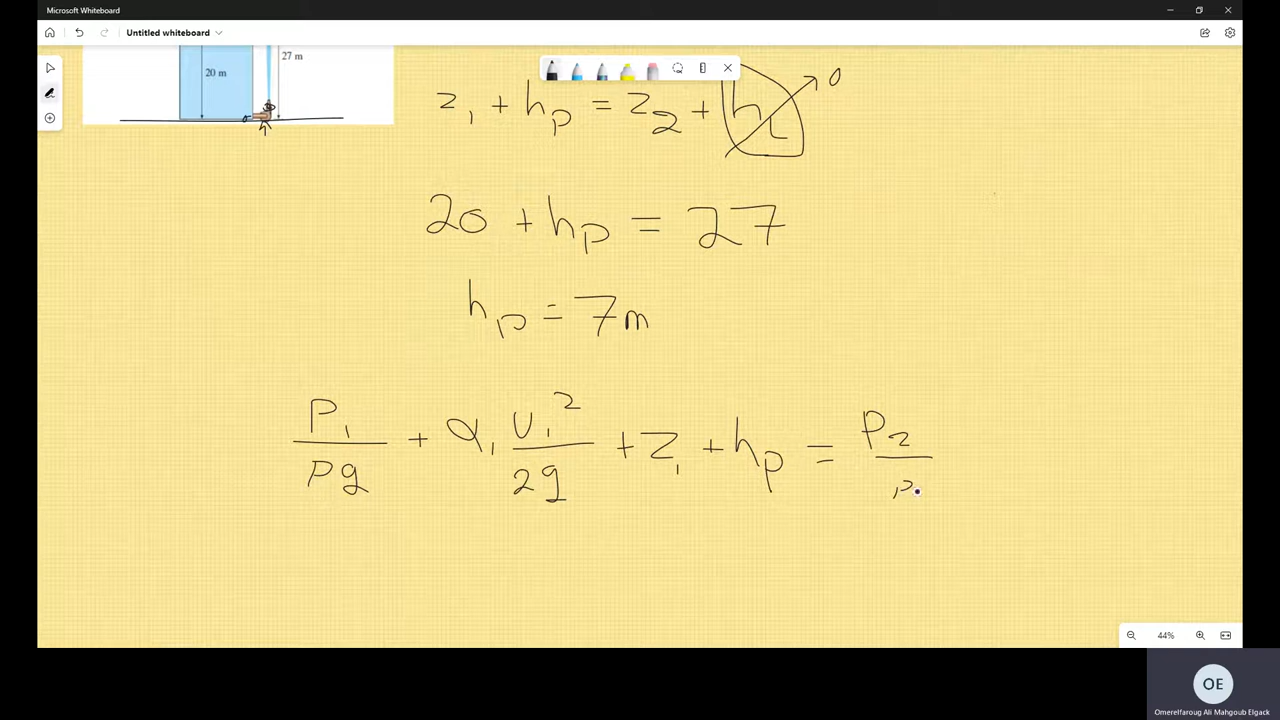 Microsoft Whiteboard
Untitled whiteboard
20 m
27 m
z₁ + hp = z₂ + hL → 0
20 + hp = 27
hp = 7m
P₁/ρg + α₁ V₁²/2g + z₁ + hp = P₂/ρ
44%
OE
Omerelfaroug Ali Mahgoub Elgack